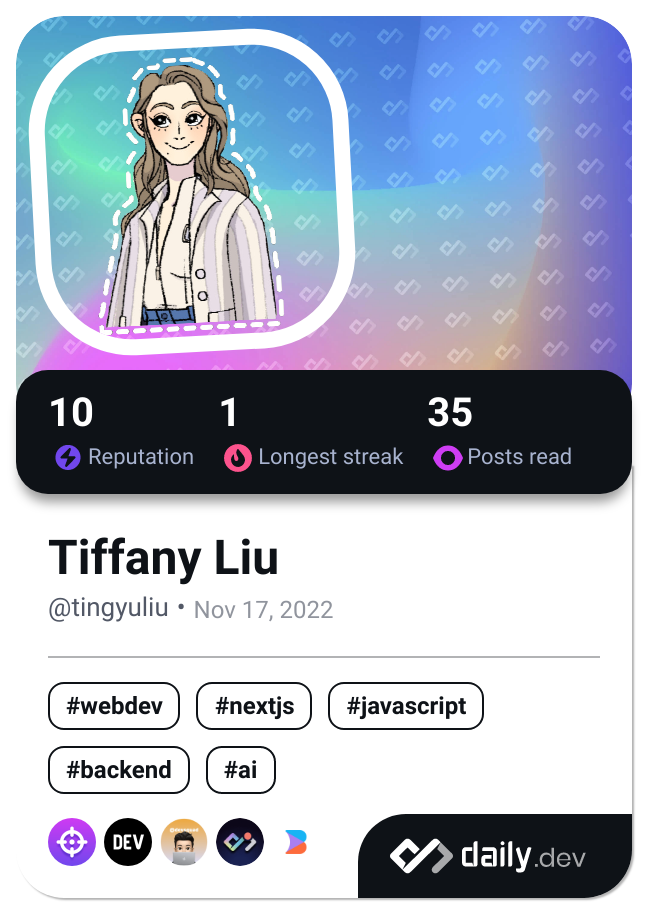 10 1 35
Reputation Longest streak Posts read
Tiffany Liu
@tingyuliu • Nov 17, 2022
#webdev #nextjs #javascript
#backend #ai
DEV
daily.dev